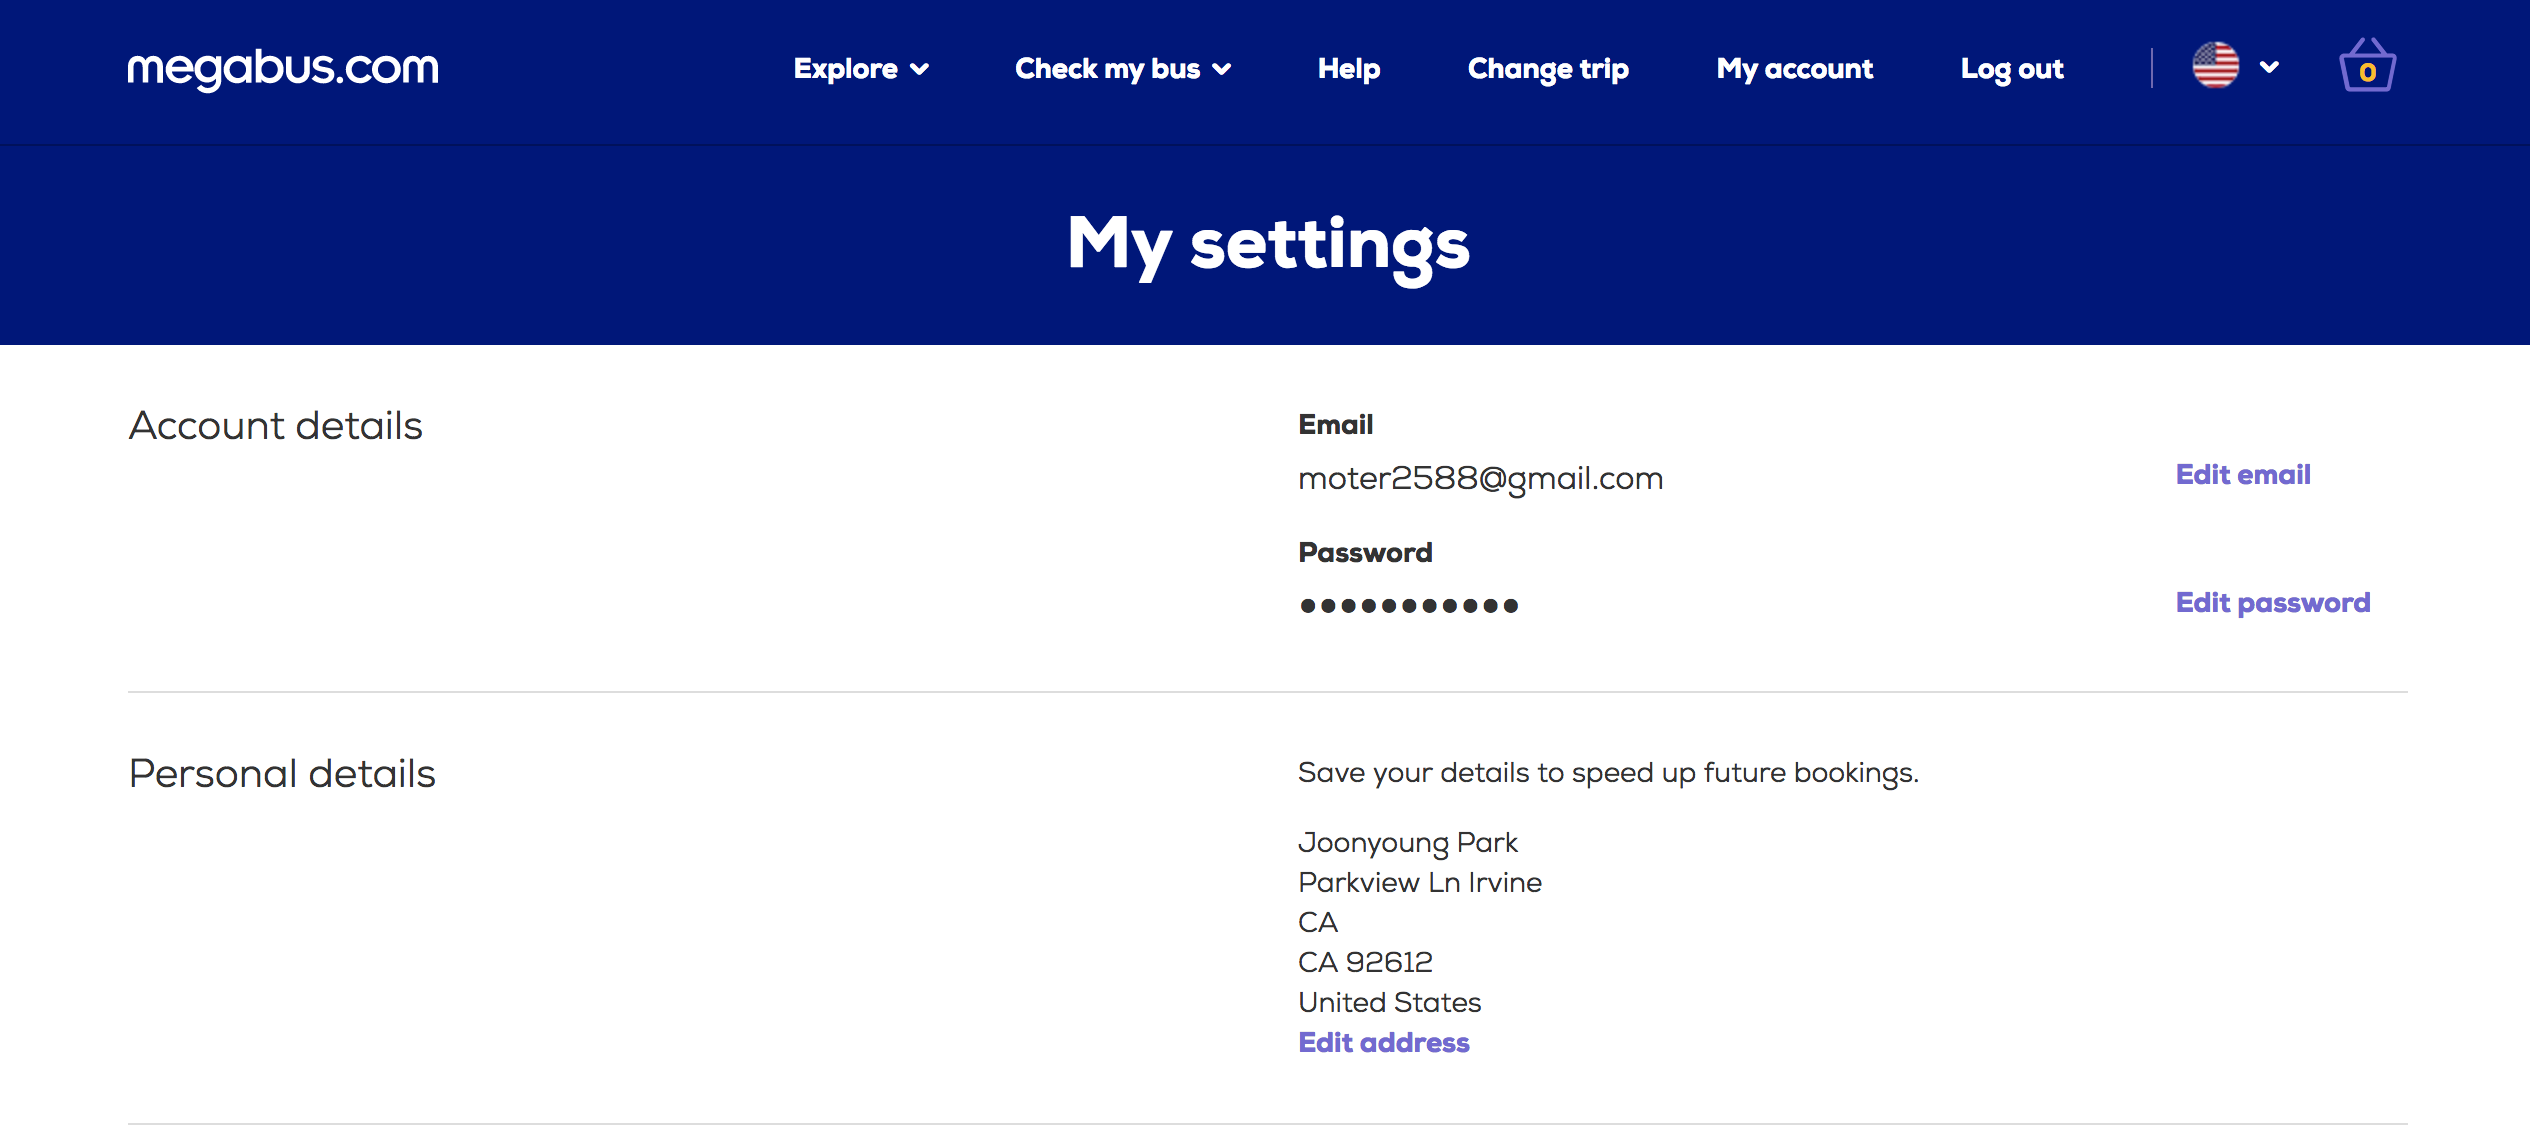 megabus.com
Explore
Check my bus
Help
Change trip
My account
Log out
0
My settings
Account details
Email
moter2588@gmail.com
Edit email
Password
●●●●●●●●●●●
Edit password
Personal details
Save your details to speed up future bookings.
Joonyoung Park
Parkview Ln Irvine
CA
CA 92612
United States
Edit address